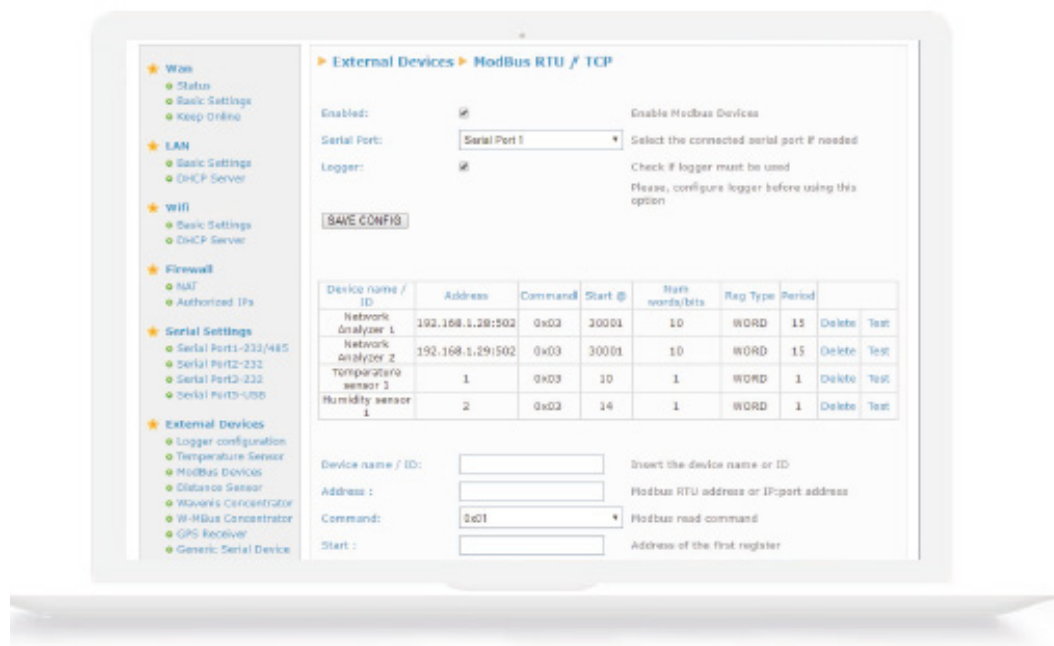 Wan
Status
Basic Settings
Keep Online
LAN
Basic Settings
DHCP Server
Wifi
Basic Settings
DHCP Server
Firewall
NAT
Authorized IPs
Serial Settings
Serial Port1-232/485
Serial Port2-232
Serial Port3-232
Serial Port5-USB
External Devices
Logger configuration
Temperature Sensor
ModBus Devices
Distance Sensor
Wavenis Concentrator
W-MBus Concentrator
GPS Receiver
Generic Serial Device
External Devices ModBus RTU / TCP
Enabled: Enable Modbus Devices
Serial Port: Serial Port 1 Select the connected serial port if needed
Logger: Check if logger must be used
Please, configure logger before using this
option
SAVE CONFIG
Device name / ID Address Command Start @ Num words/bits Reg Type Period
Network Analyzer 1 192.168.1.28:502 0x03 30001 10 WORD 15 Delete Test
Network Analyzer 2 192.168.1.29:502 0x03 30001 10 WORD 15 Delete Test
Temperature sensor 1 1 0x03 10 1 WORD 1 Delete Test
Humidity sensor 1 2 0x03 14 1 WORD 1 Delete Test
Device name / ID: Insert the device name or ID
Address : Modbus RTU address or IP:port address
Command: 0x01 Modbus read command
Start : Address of the first register